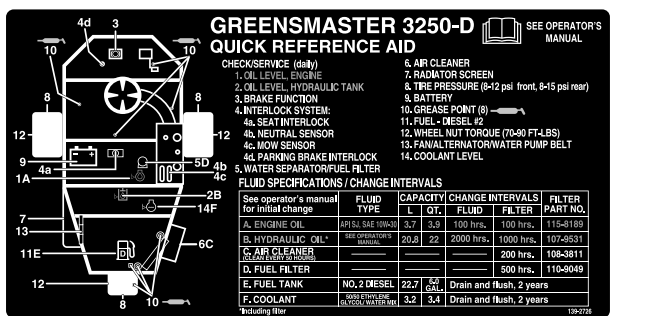 GREENSMASTER 3250-D
QUICK REFERENCE AID
SEE OPERATOR'S
MANUAL
CHECK/SERVICE (daily)
1. OIL LEVEL, ENGINE
2. OIL LEVEL, HYDRAULIC TANK
3. BRAKE FUNCTION
4. INTERLOCK SYSTEM:
4a. SEAT INTERLOCK
4b. NEUTRAL SENSOR
4c. MOW SENSOR
4d. PARKING BRAKE INTERLOCK
5. WATER SEPARATOR/FUEL FILTER
6. AIR CLEANER
7. RADIATOR SCREEN
8. TIRE PRESSURE (8-12 psi front, 8-15 psi rear)
9. BATTERY
10. GREASE POINT (8)
11. FUEL - DIESEL #2
12. WHEEL NUT TORQUE (70-90 FT-LBS)
13. FAN/ALTERNATOR/WATER PUMP BELT
14. COOLANT LEVEL
4d 3
10 10
8 8
12 12
9
4a
1A
5D
4b
4c
2B
14F
7
13
11E
6C
12
8
10
FLUID SPECIFICATIONS / CHANGE INTERVALS
See operator's manual for initial change FLUID TYPE CAPACITY L QT. CHANGE INTERVALS FLUID FILTER FILTER PART NO.
A. ENGINE OIL API SJ, SAE 10W-30 3.7 3.9 100 hrs. 100 hrs. 115-8189
B. HYDRAULIC OIL* SEE OPERATOR'S MANUAL 20.8 22 2000 hrs. 1000 hrs. 107-9531
C. AIR CLEANER (CLEAN EVERY 50 HOURS) 200 hrs. 108-3811
D. FUEL FILTER 500 hrs. 110-9049
E. FUEL TANK NO. 2 DIESEL 22.7 6.0 GAL. Drain and flush, 2 years
F. COOLANT 50/50 ETHYLENE GLYCOL/ WATER MIX 3.2 3.4 Drain and flush, 2 years
*Including filter 139-2726